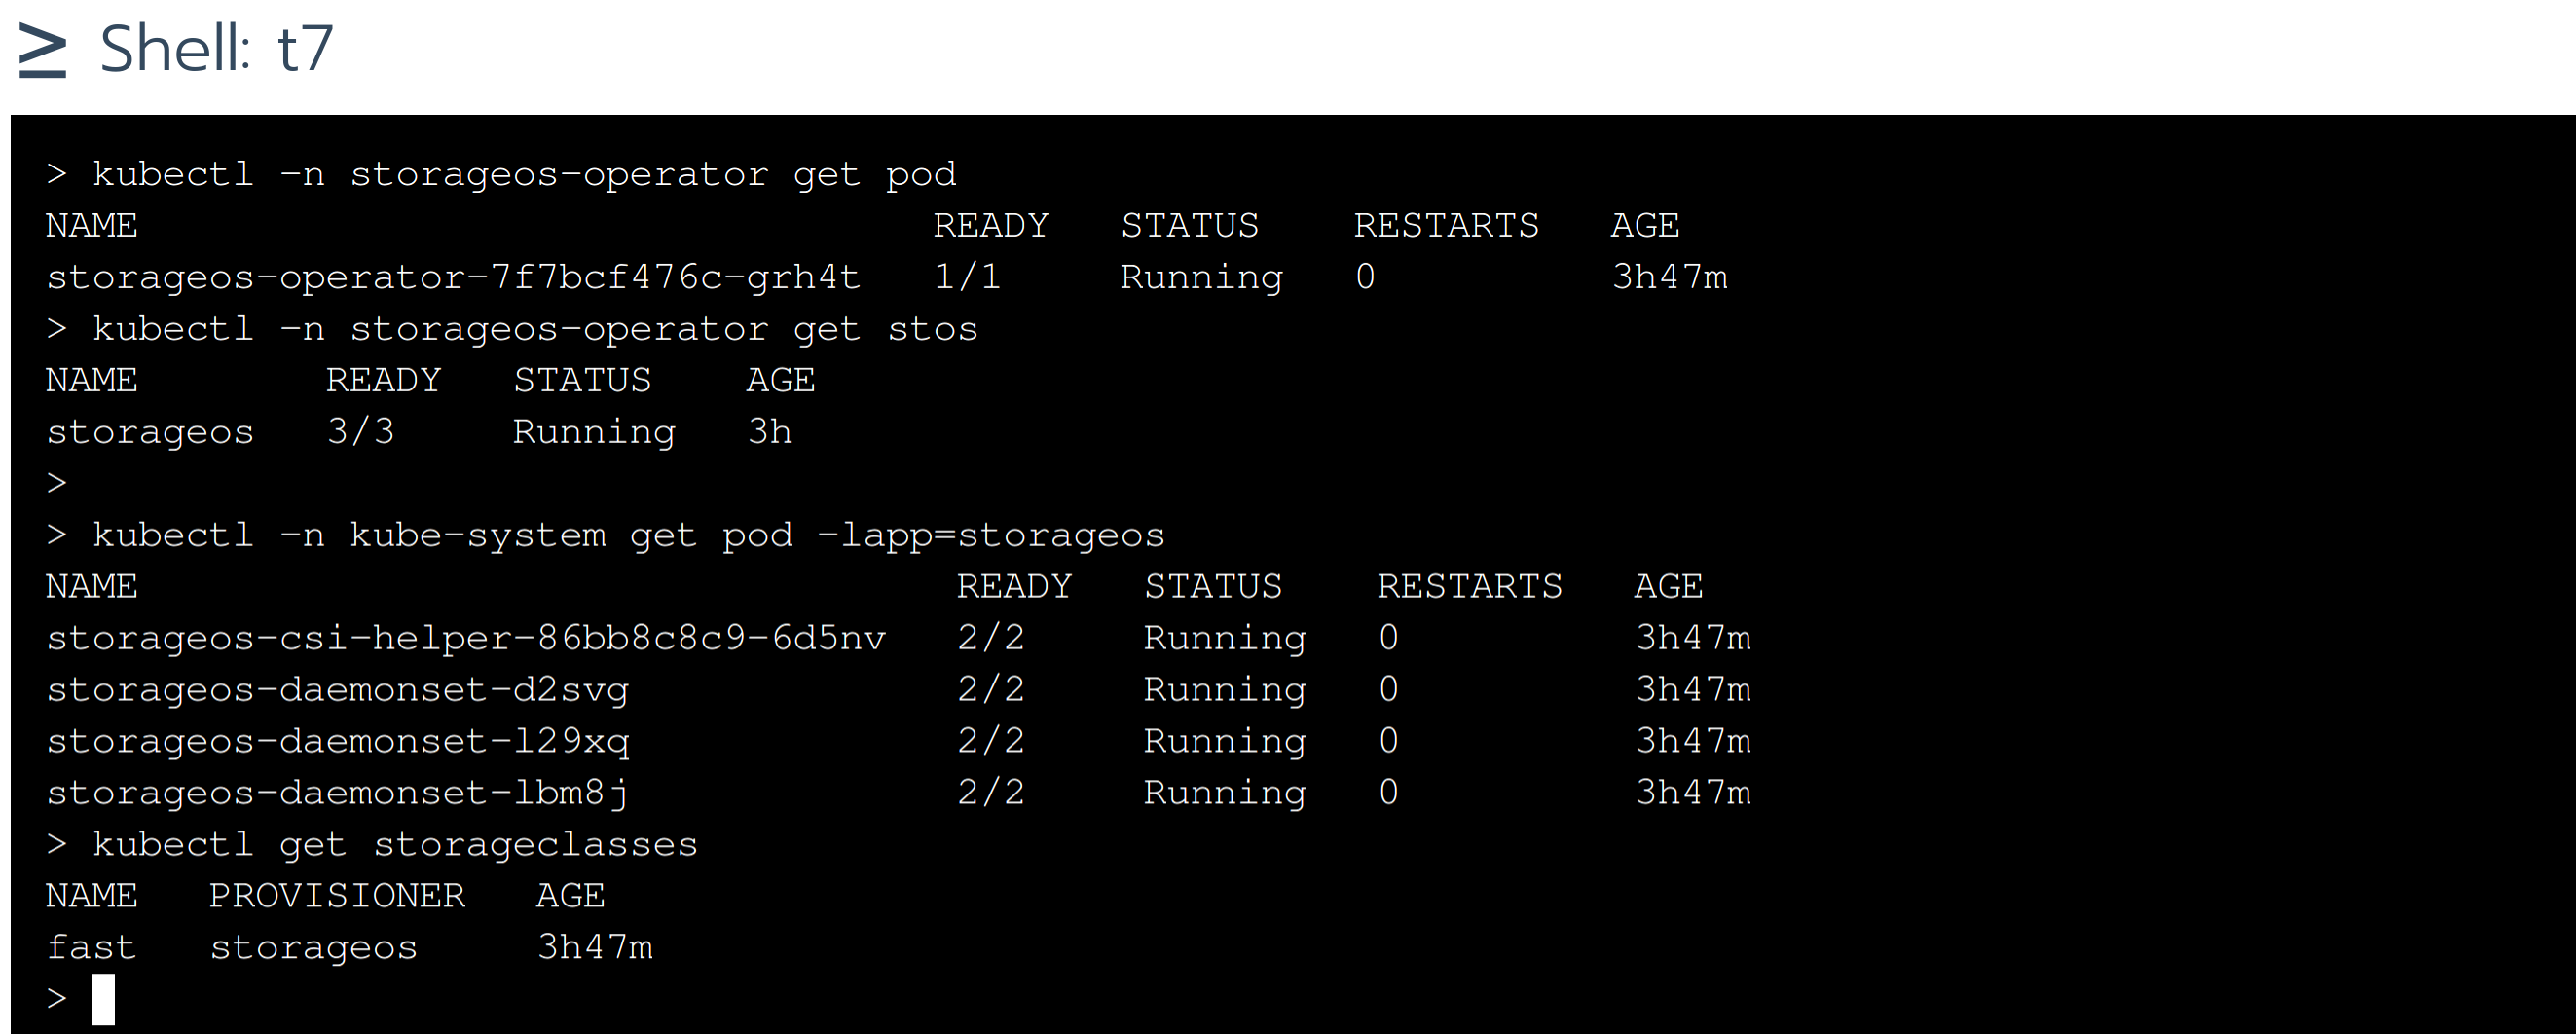 ≥ Shell: t7
> kubectl -n storageos-operator get pod
NAME                                  READY   STATUS    RESTARTS   AGE
storageos-operator-7f7bcf476c-grh4t   1/1     Running   0          3h47m
> kubectl -n storageos-operator get stos
NAME        READY   STATUS    AGE
storageos   3/3     Running   3h
>
> kubectl -n kube-system get pod -lapp=storageos
NAME                                   READY   STATUS    RESTARTS   AGE
storageos-csi-helper-86bb8c8c9-6d5nv   2/2     Running   0          3h47m
storageos-daemonset-d2svg              2/2     Running   0          3h47m
storageos-daemonset-l29xq              2/2     Running   0          3h47m
storageos-daemonset-lbm8j              2/2     Running   0          3h47m
> kubectl get storageclasses
NAME   PROVISIONER   AGE
fast   storageos     3h47m
>